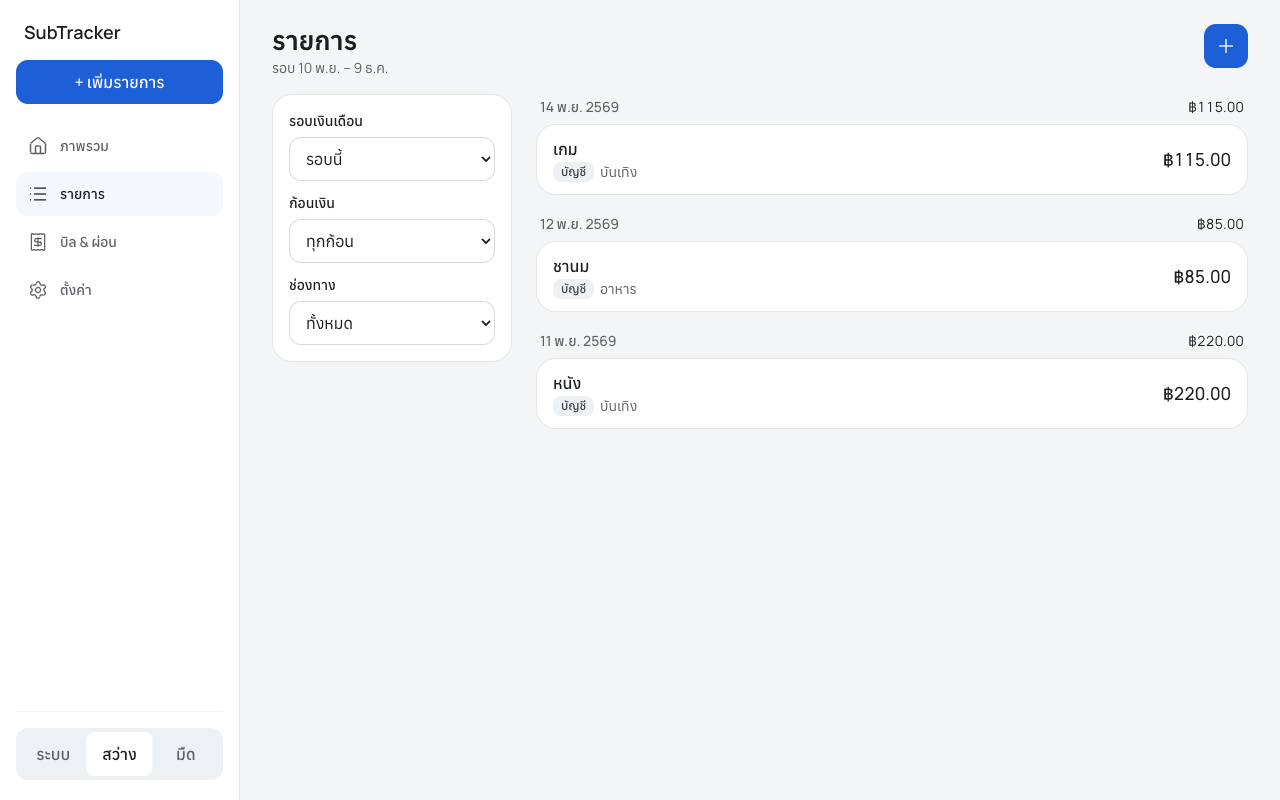 SubTracker
+ เพิ่มรายการ
ภาพรวม
รายการ
บิล & ผ่อน
ตั้งค่า
ระบบ
สว่าง
มืด
รายการ
รอบ 10 พ.ย. – 9 ธ.ค.
รอบเงินเดือน
รอบนี้
ก้อนเงิน
ทุกก้อน
ช่องทาง
ทั้งหมด
14 พ.ย. 2569 ฿115.00
เกม
บัญชี บันเทิง ฿115.00
12 พ.ย. 2569 ฿85.00
ชานม
บัญชี อาหาร ฿85.00
11 พ.ย. 2569 ฿220.00
หนัง
บัญชี บันเทิง ฿220.00